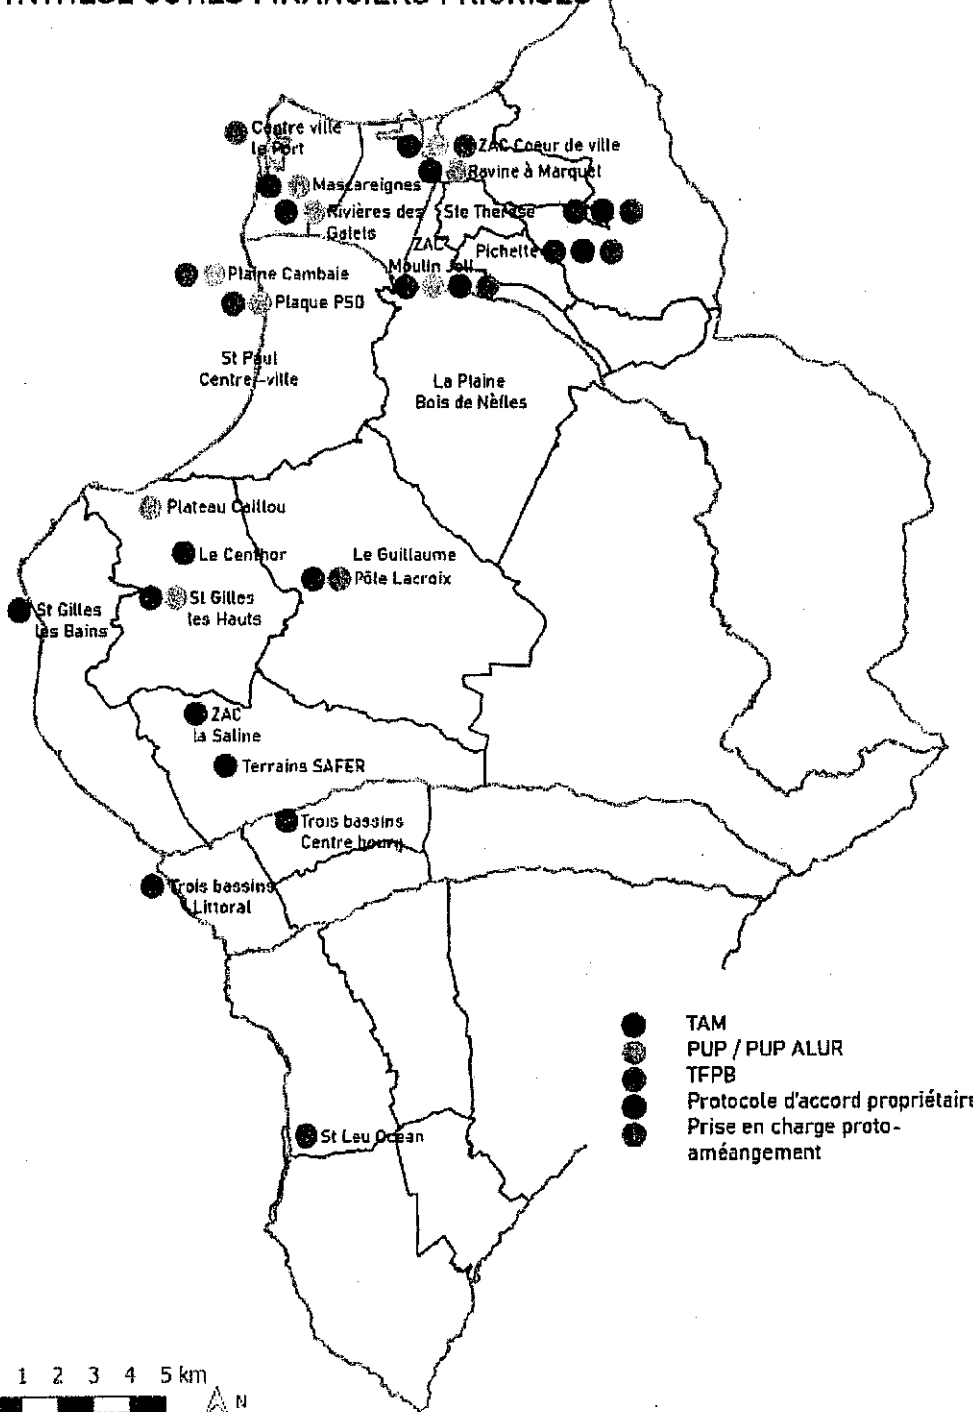 OUTILS FINANCIERS PRIORISES
Centre ville
le Port
ZAC Coeur de ville
Ravine à Marquet
Mascareignes
Rivières des
Galets
Ste Therese
ZAC
Moulin Joli
Pichette
Plaine Cambaie
Plaque PSO
St Paul
Centre-ville
La Plaine
Bois de Nèfles
Plateau Caillou
Le Centhor
Le Guillaume
Pôle Lacroix
St Gilles
les Hauts
St Gilles
les Bains
ZAC
la Saline
Terrains SAFER
Trois bassins
Centre bourg
Trois bassins
Littoral
St Leu Océan
TAM
PUP / PUP ALUR
TFPB
Protocole d'accord propriétaire
Prise en charge proto-
améangement
1 2 3 4 5 km
N